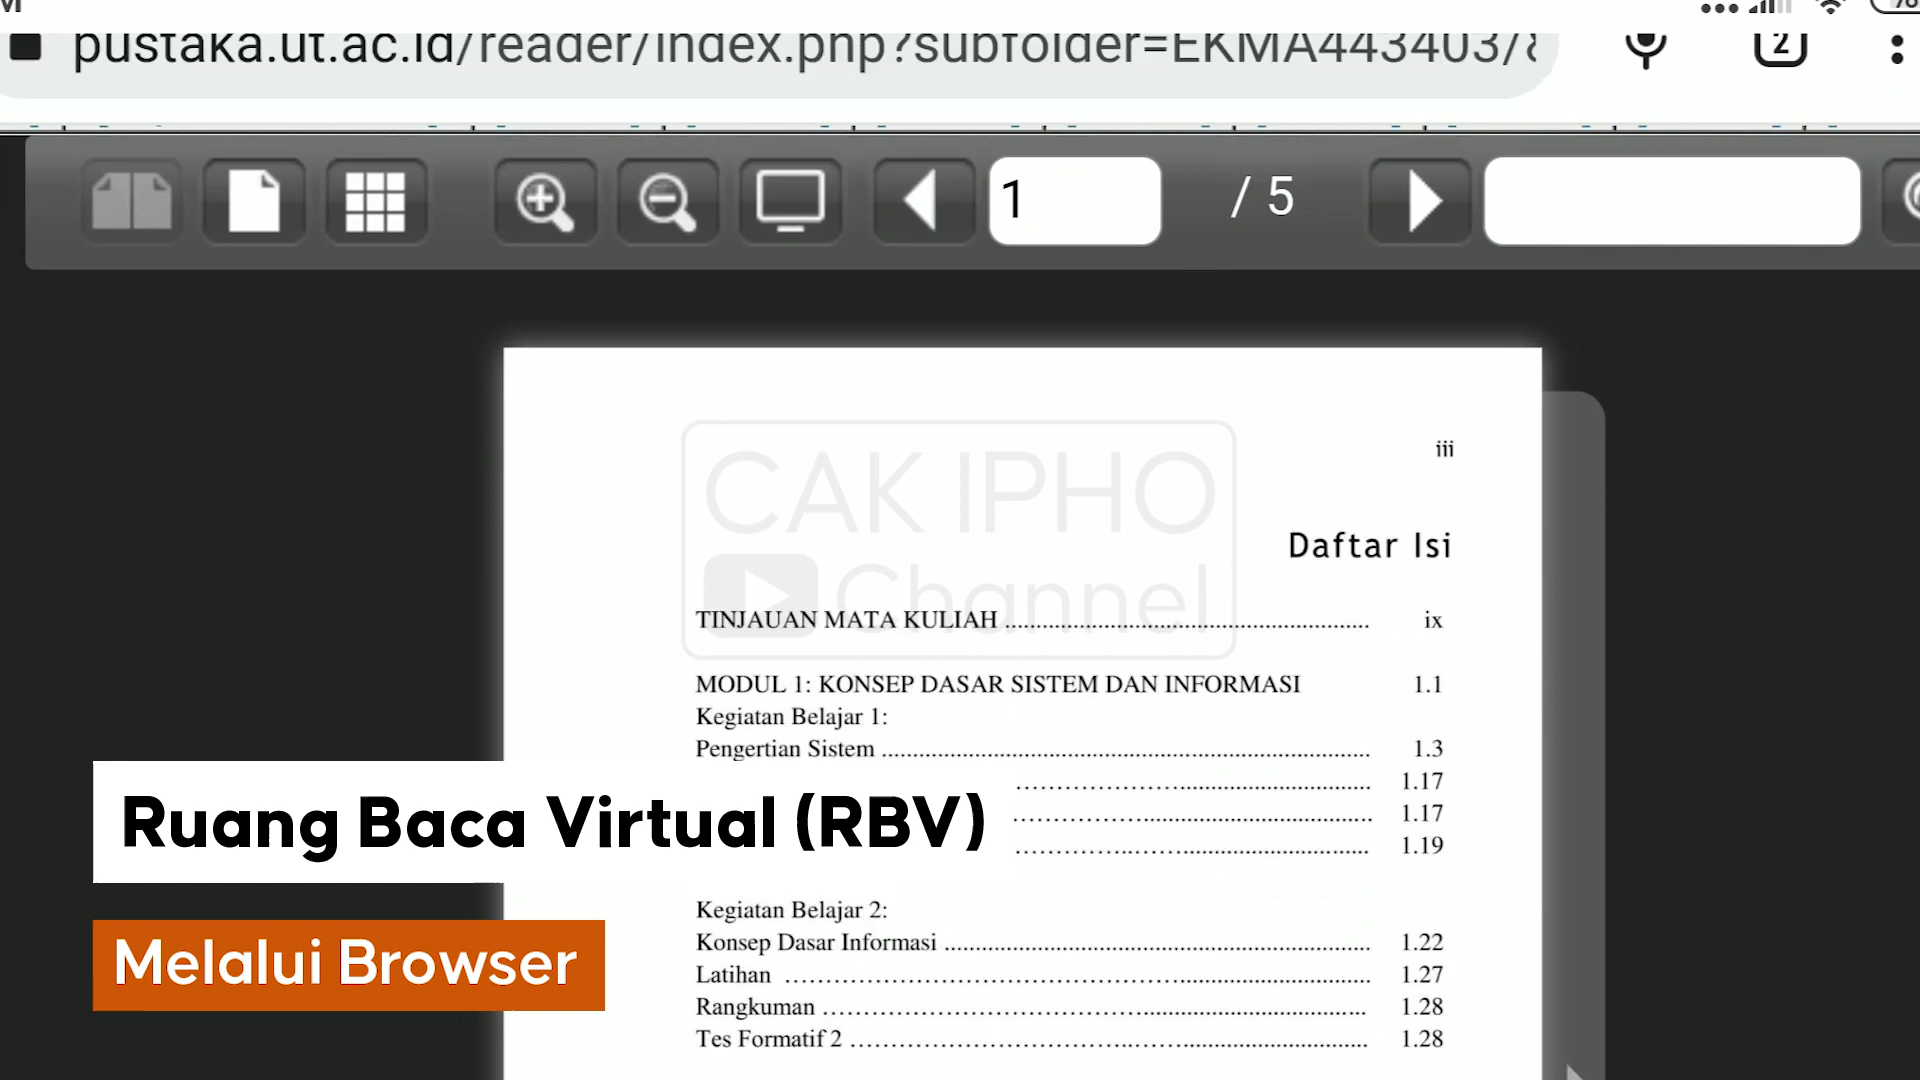 pustaka.ut.ac.id/reader/index.php?subfolder=EKMA443403/&
2
1
/ 5
CAK IPHO
Channel
iii
Daftar Isi
TINJAUAN MATA KULIAH ........................................................... ix
MODUL 1: KONSEP DASAR SISTEM DAN INFORMASI 1.1
Kegiatan Belajar 1:
Pengertian Sistem ............................................................................... 1.3
1.17
1.17
1.19
Ruang Baca Virtual (RBV)
Kegiatan Belajar 2:
Konsep Dasar Informasi ..................................................................... 1.22
Latihan ............................................................................................... 1.27
Rangkuman ........................................................................................ 1.28
Tes Formatif 2 .................................................................................... 1.28
Melalui Browser